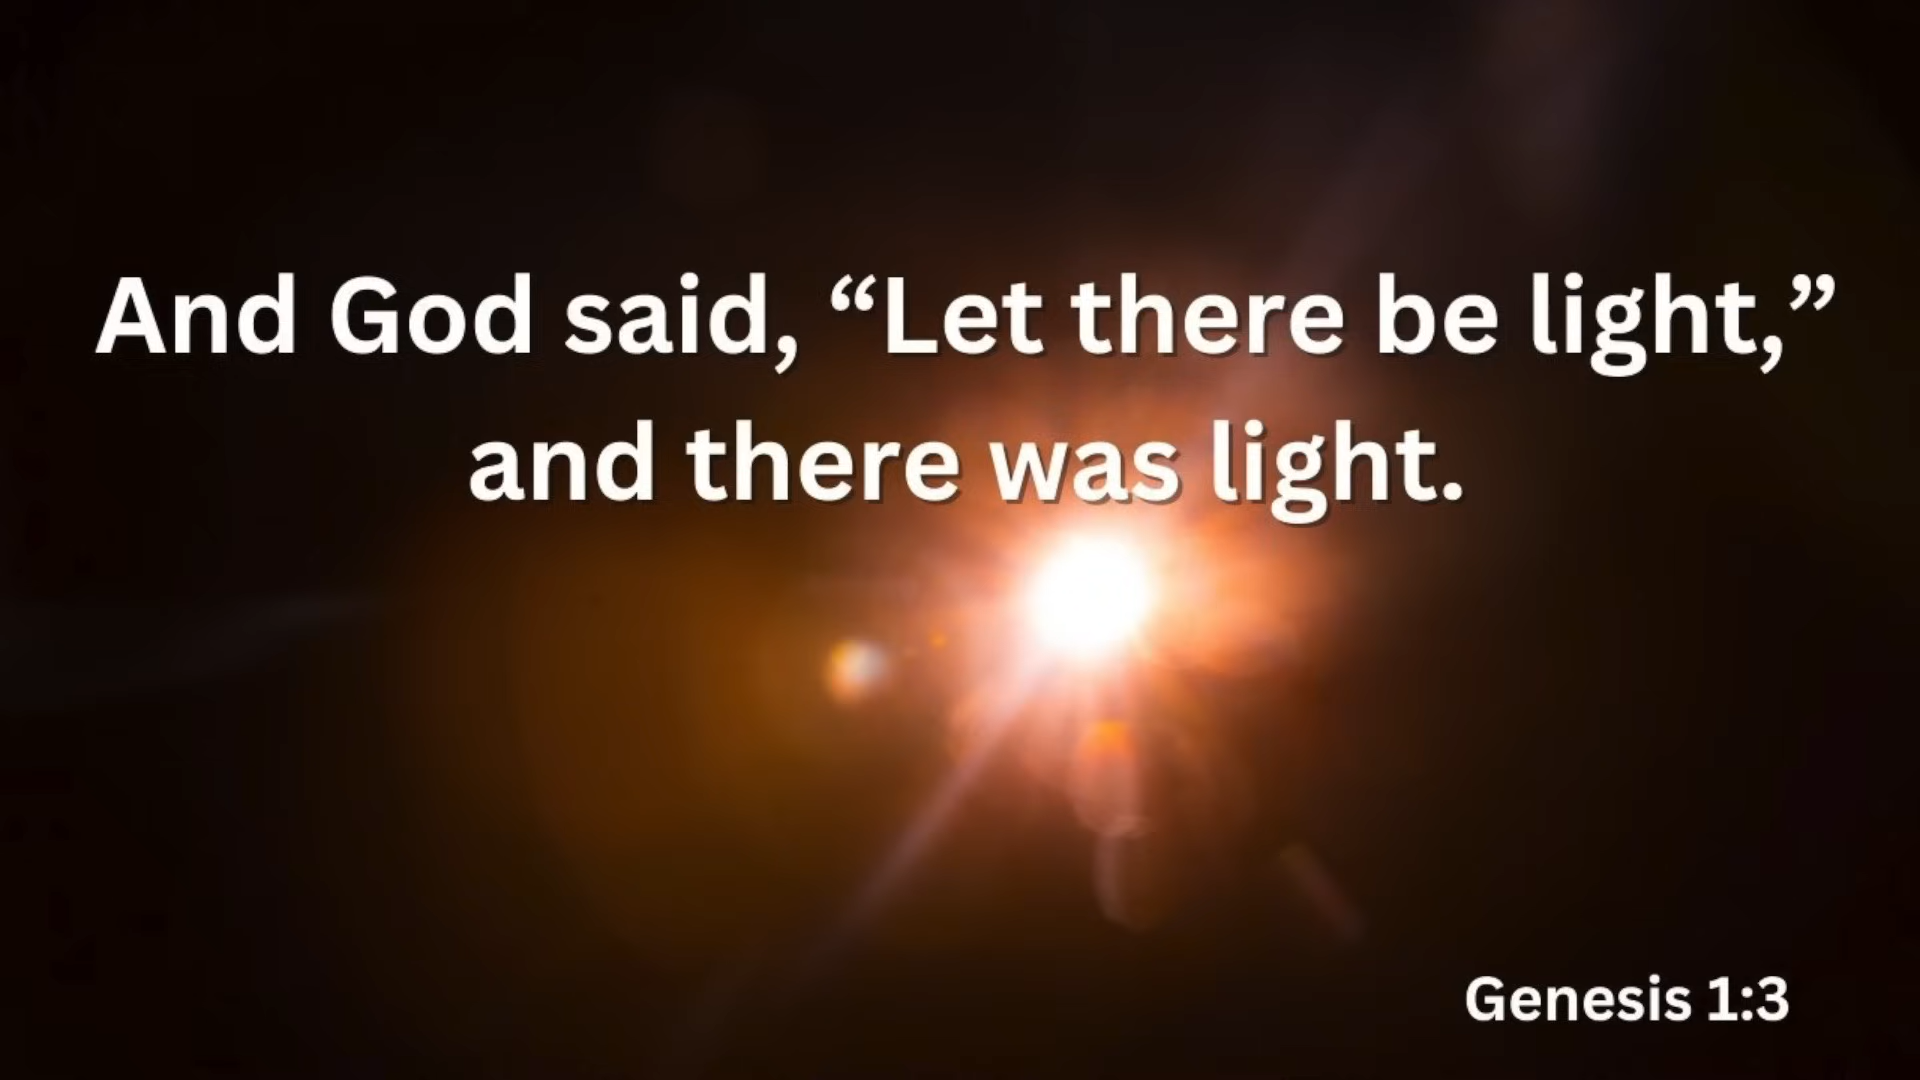 And God said, “Let there be light,”
and there was light.
Genesis 1:3